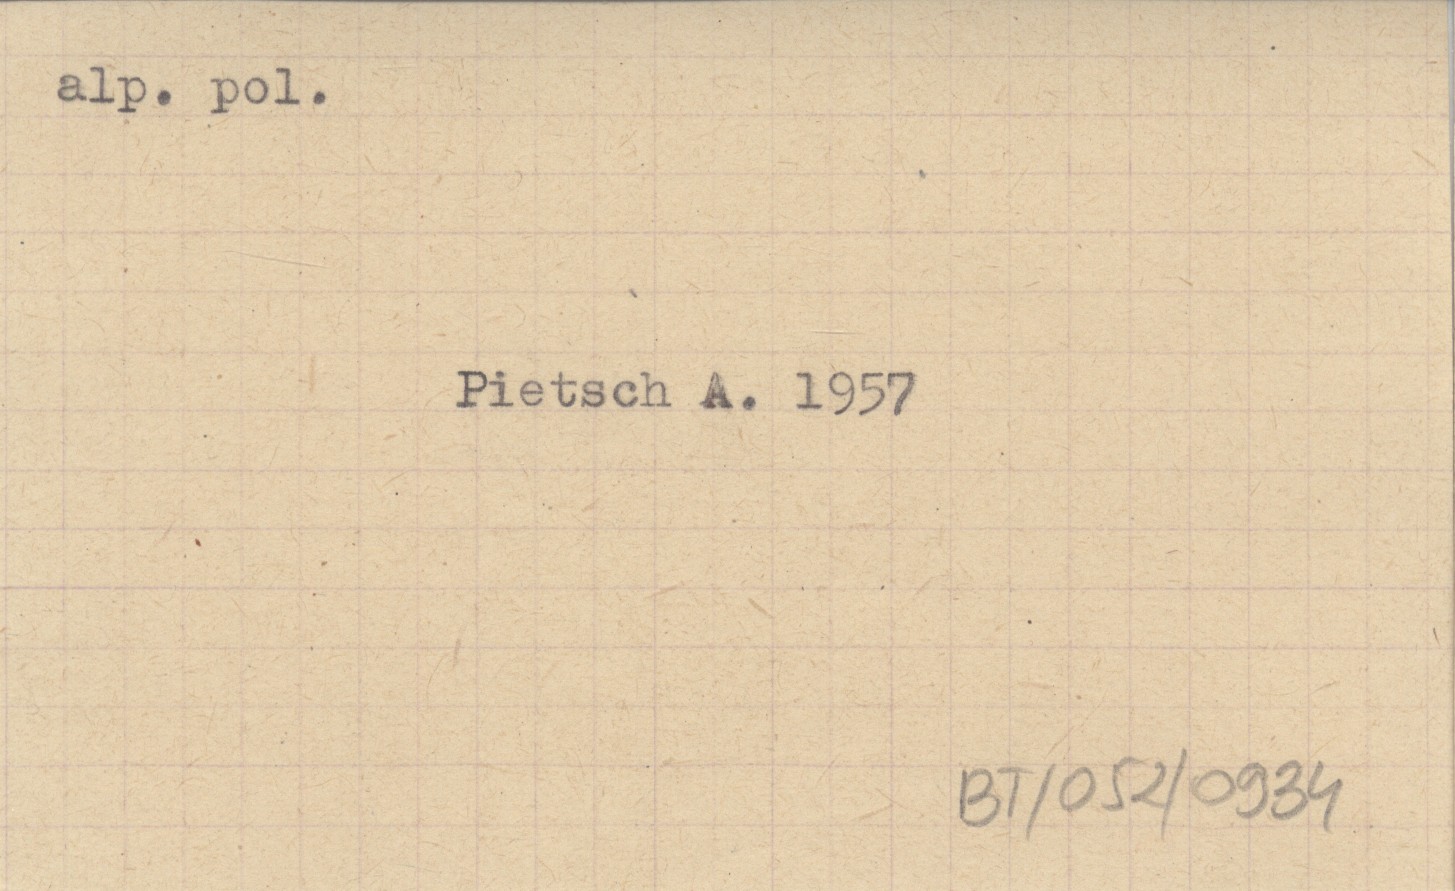 alp. pol.
Pietsch A. 1957
BT/052/0934